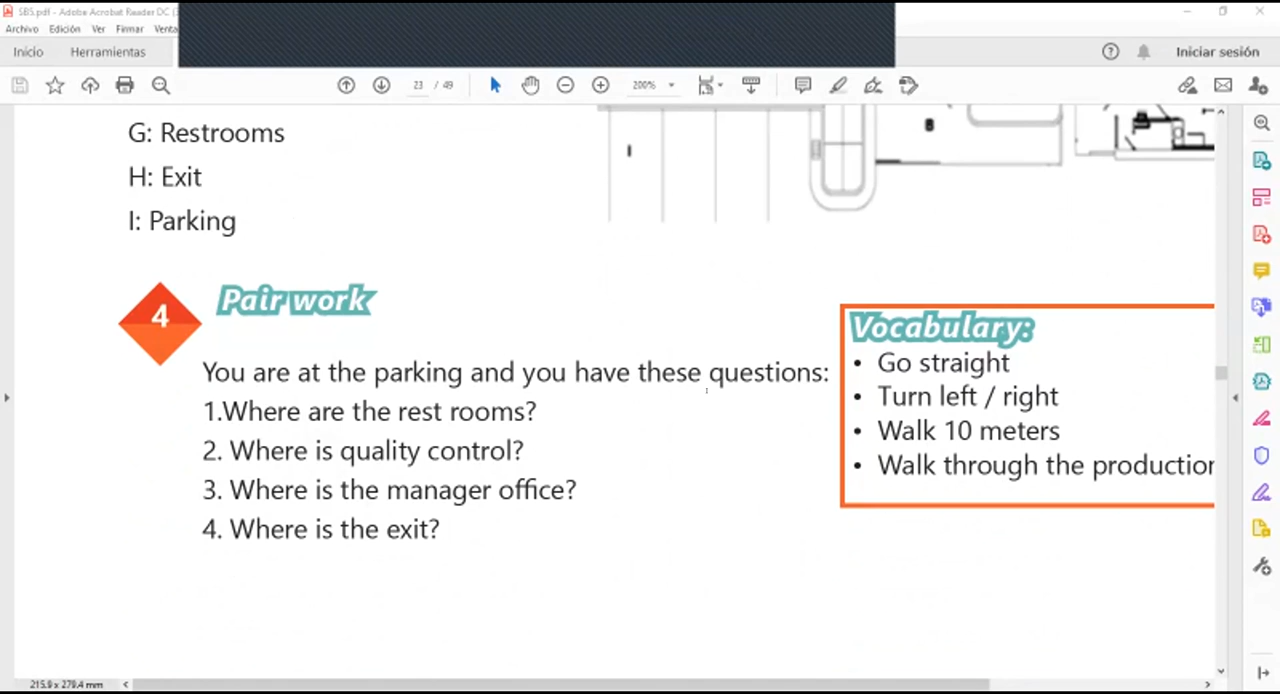 SB5.pdf - Adobe Acrobat Reader DC (3
Archivo Edición Ver Firmar Venta
Inicio Herramientas
Iniciar sesión
23 / 49
200%
G: Restrooms
H: Exit
I: Parking
I
B
4
Pair work
You are at the parking and you have these questions:
1.Where are the rest rooms?
2. Where is quality control?
3. Where is the manager office?
4. Where is the exit?
Vocabulary:
• Go straight
• Turn left / right
• Walk 10 meters
• Walk through the production
215.9 x 279.4 mm